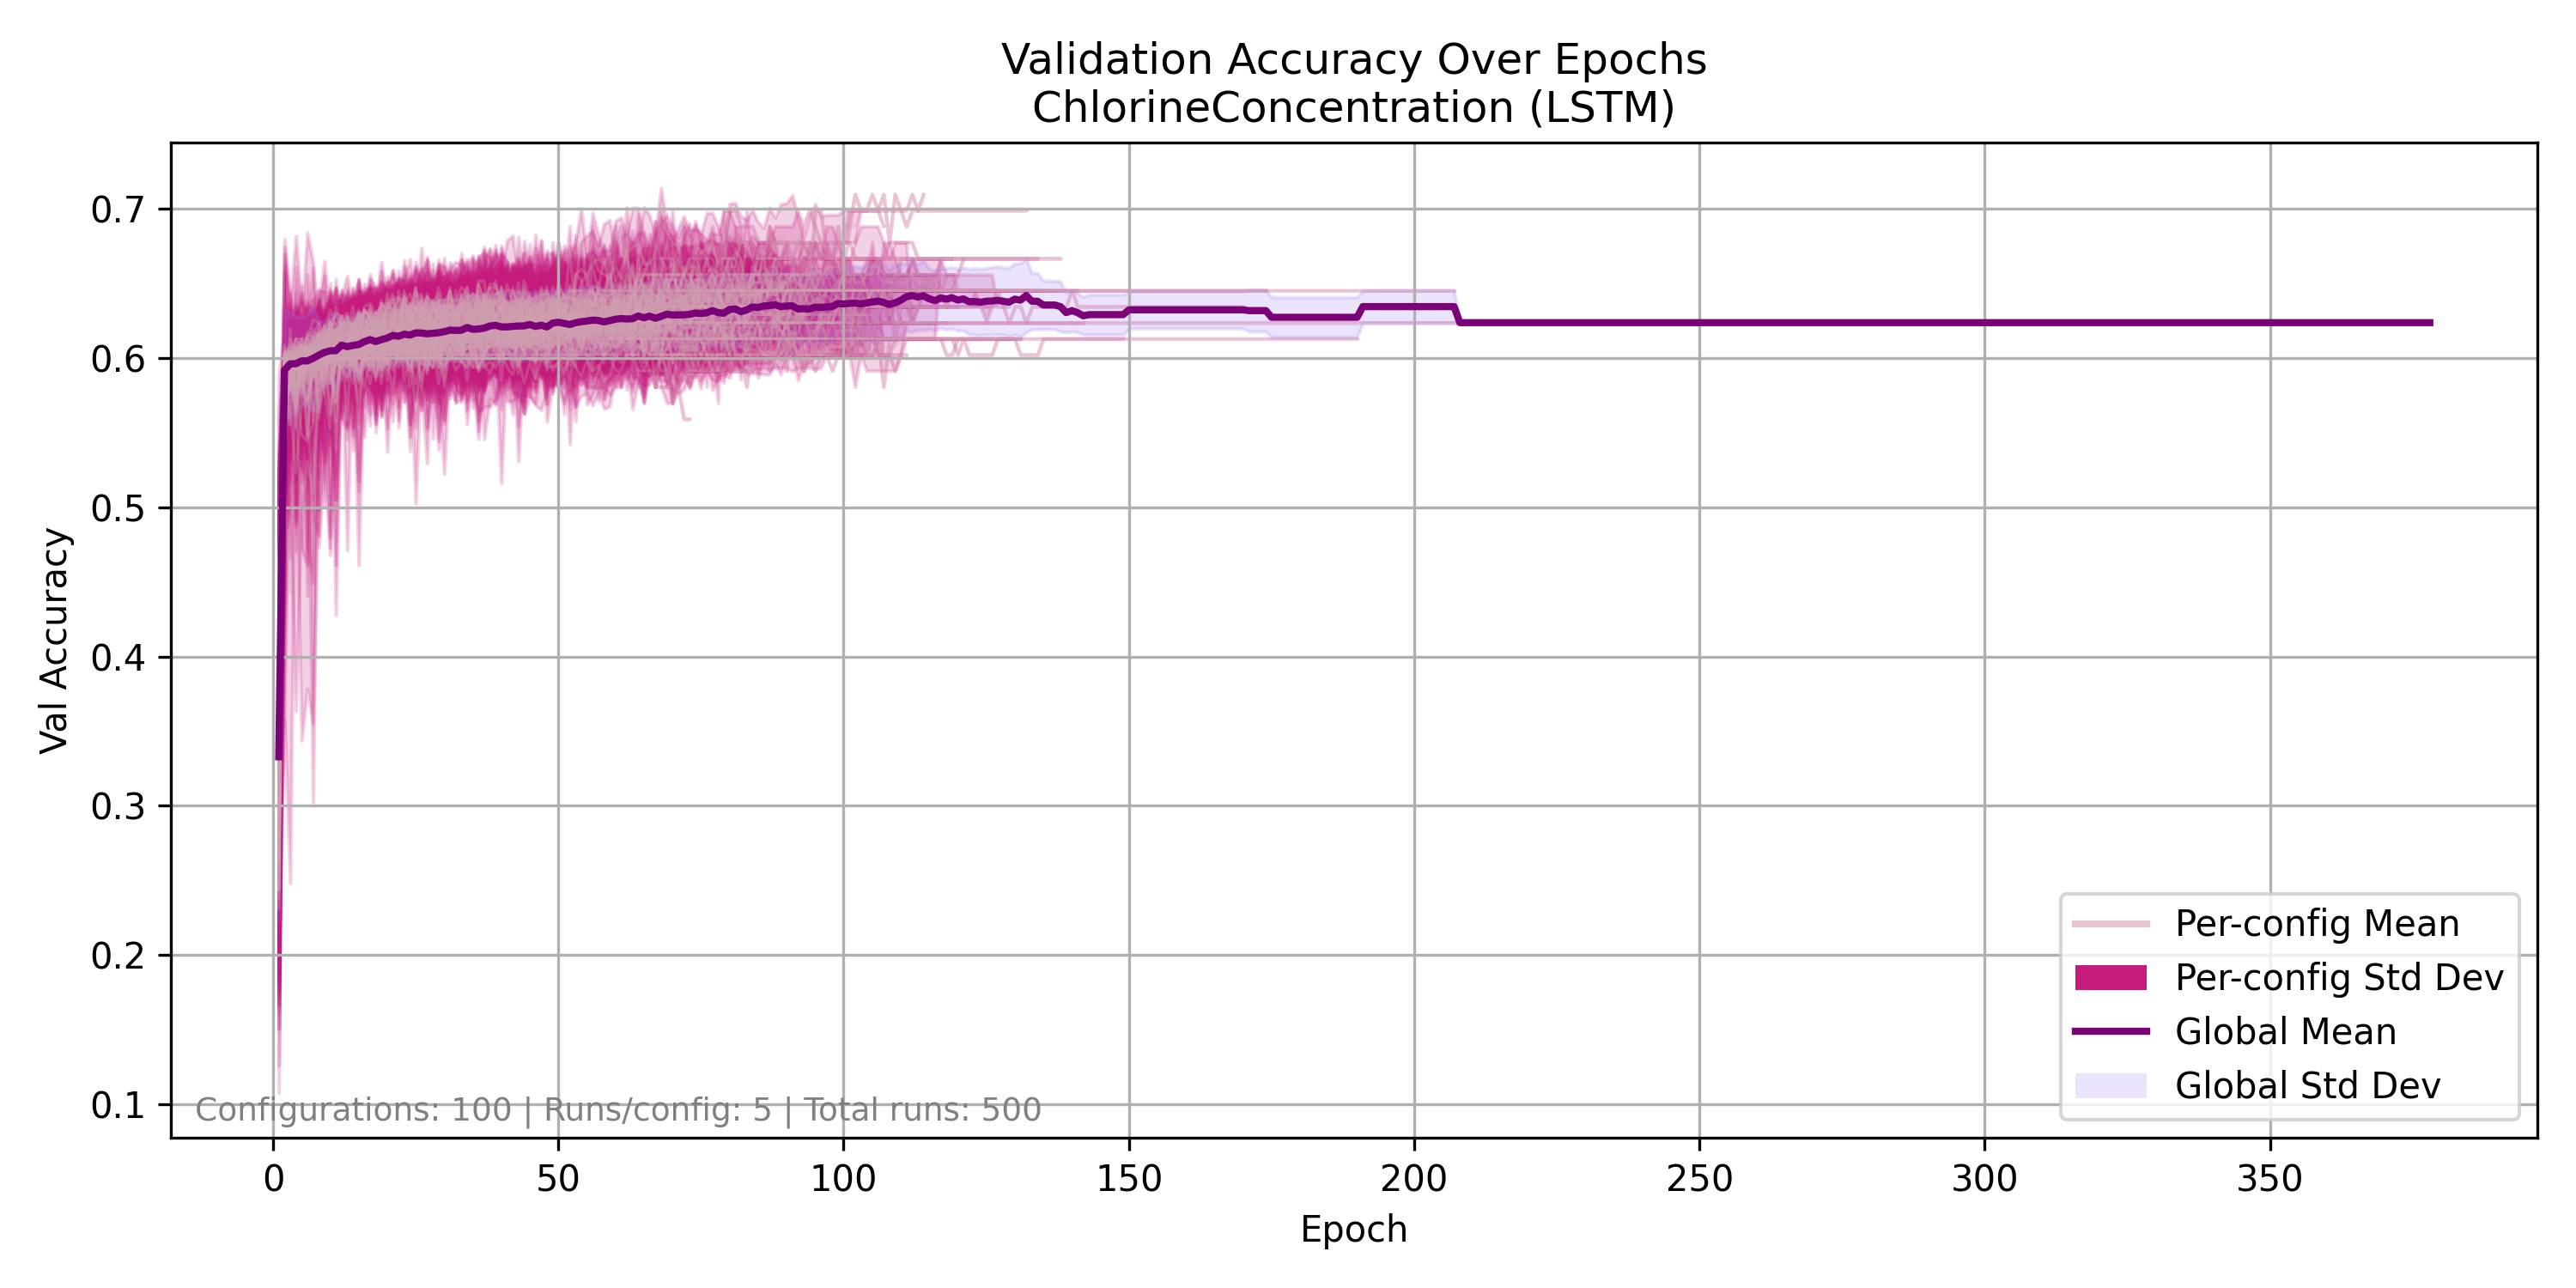 Validation Accuracy Over Epochs
ChlorineConcentration (LSTM)
Val Accuracy
0.7
0.6
0.5
0.4
0.3
0.2
0.1
Configurations: 100 | Runs/config: 5 | Total runs: 500
Per-config Mean
Per-config Std Dev
Global Mean
Global Std Dev
0 50 100 150 200 250 300 350
Epoch